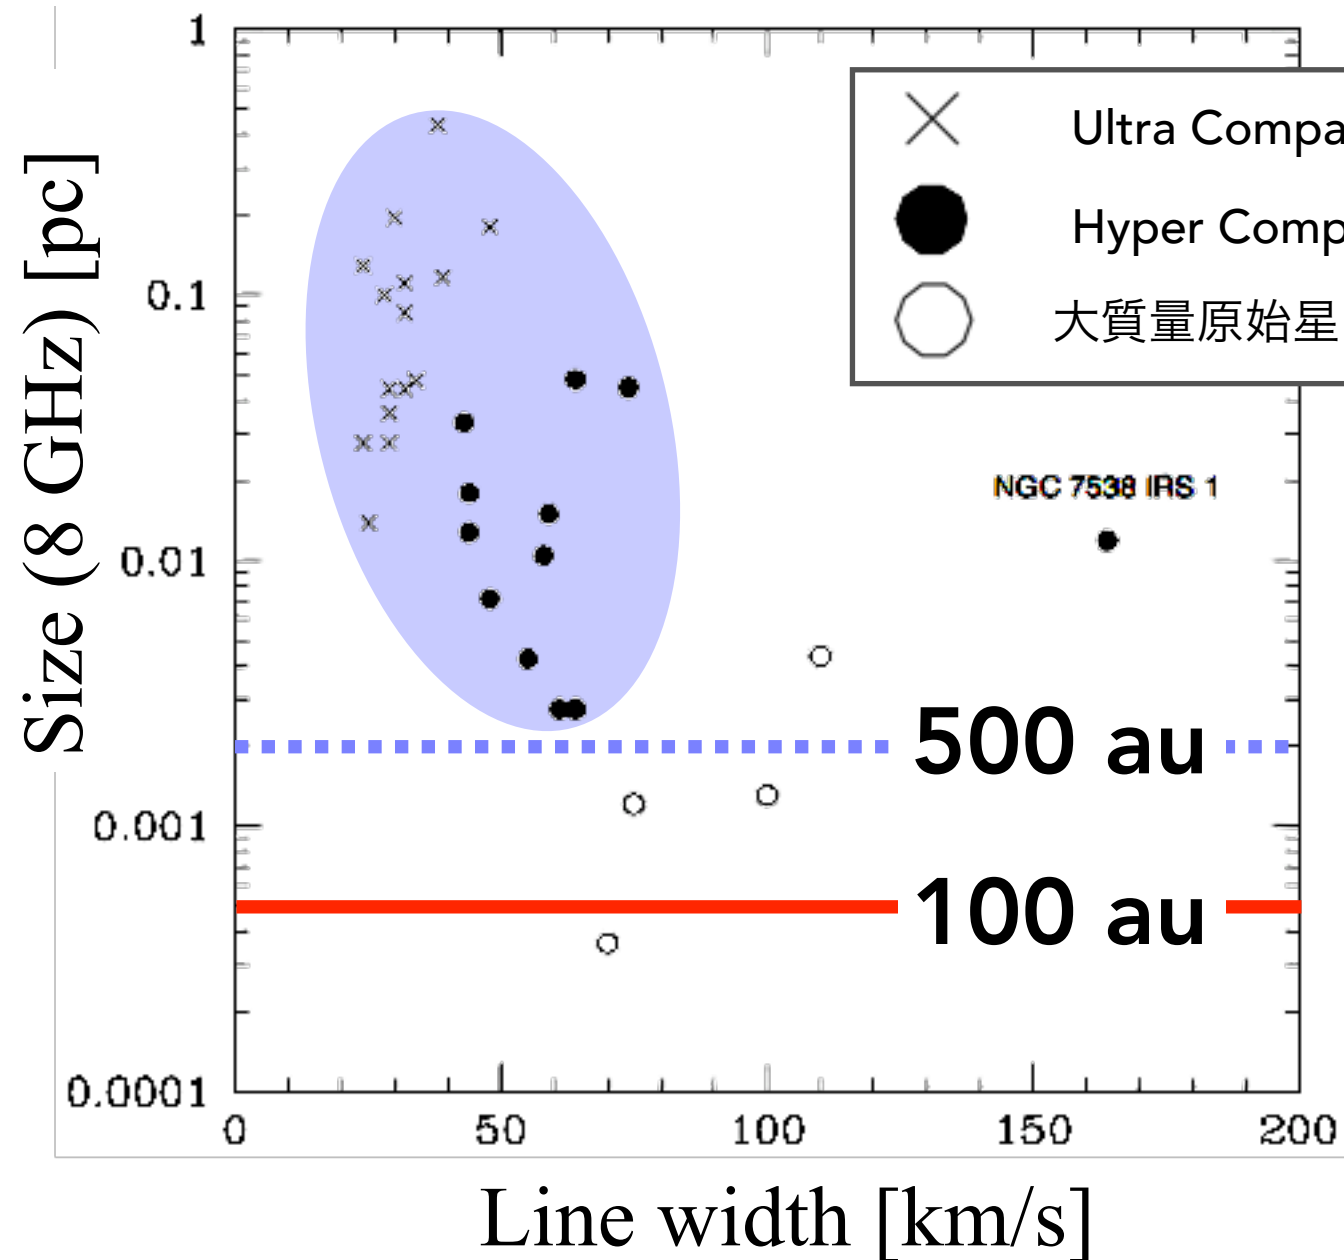 Size (8 GHz) [pc]
1
0.1
0.01
0.001
0.0001
Ultra Compa
Hyper Comp
大質量原始星
NGC 7538 IRS 1
500 au
100 au
0 50 100 150 200
Line width [km/s]